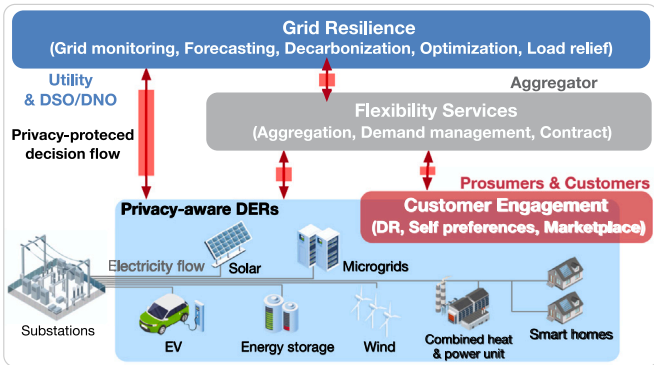 Grid Resilience
(Grid monitoring, Forecasting, Decarbonization, Optimization, Load relief)
Utility
& DSO/DNO
Aggregator
Flexibility Services
(Aggregation, Demand management, Contract)
Privacy-proteced
decision flow
Prosumers & Customers
Privacy-aware DERs
Customer Engagement
(DR, Self preferences, Marketplace)
Electricity flow
Solar
Microgrids
Substations
EV
Energy storage
Wind
Combined heat
& power unit
Smart homes